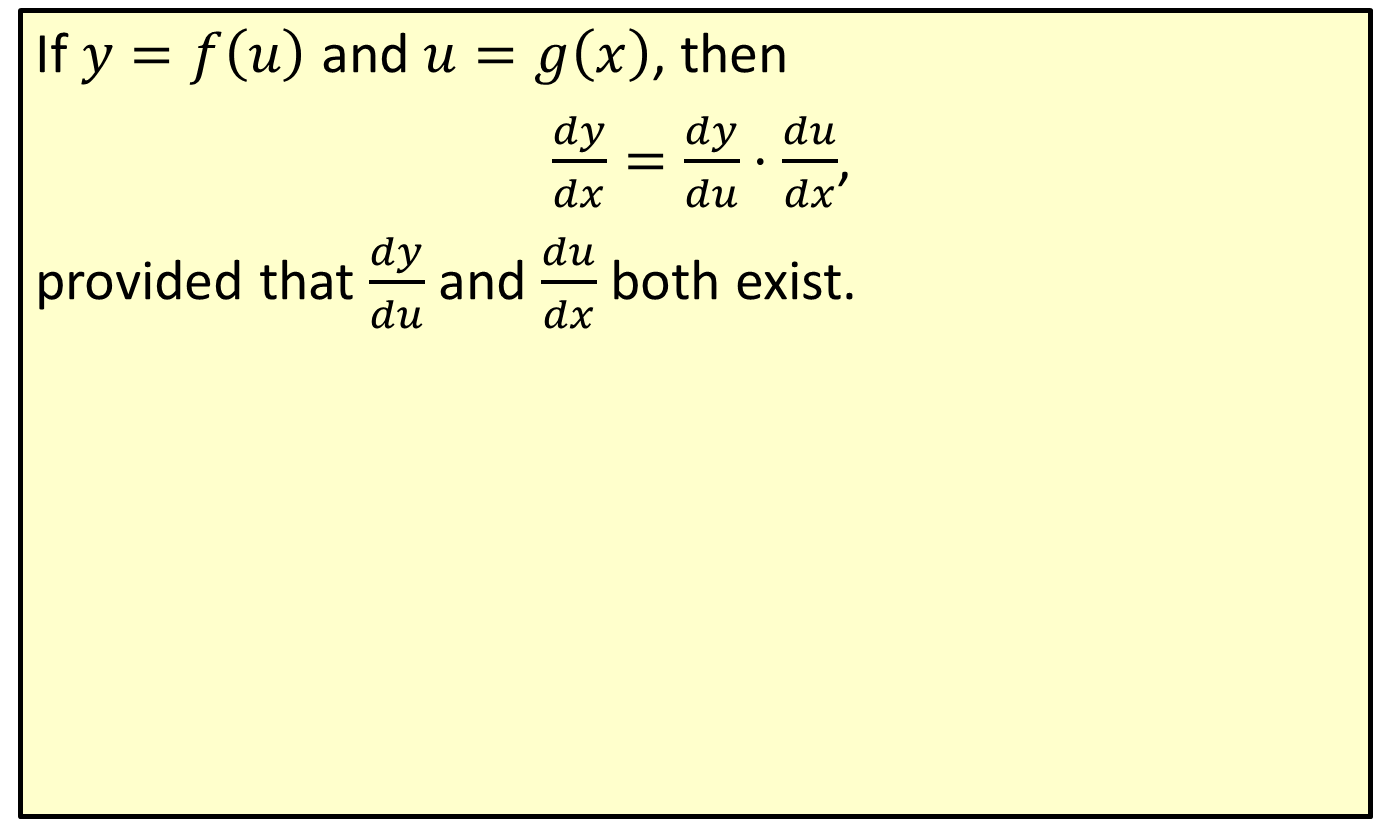 If y = f(u) and u = g(x), then
dy/dx = dy/du · du/dx,
provided that dy/du and du/dx both exist.